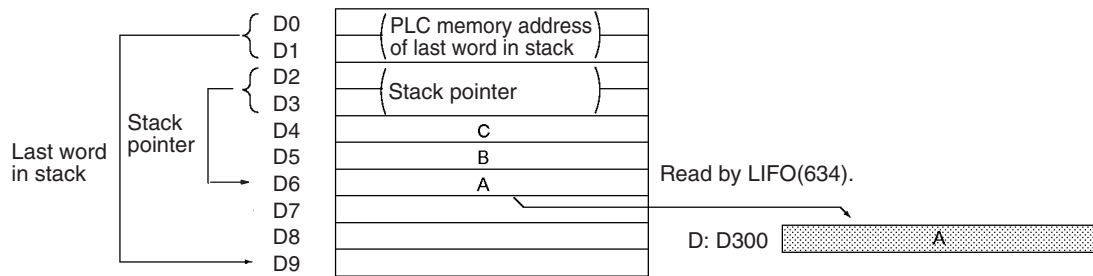 D0
D1
D2
D3
D4
D5
D6
D7
D8
D9
PLC memory address
of last word in stack
Stack pointer
C
B
A
Last word
in stack
Stack
pointer
Read by LIFO(634).
D: D300
A